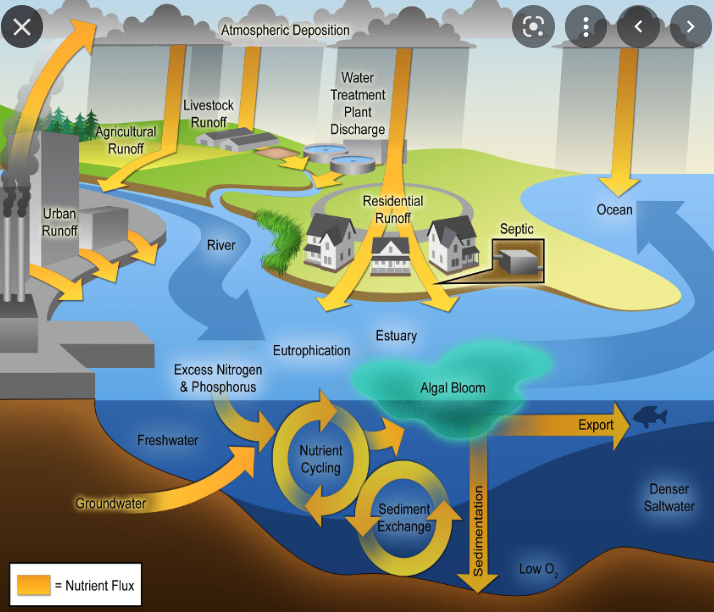 Atmospheric Deposition
Water
Treatment
Plant
Discharge
Livestock
Runoff
Agricultural
Runoff
Urban
Runoff
Residential
Runoff
Ocean
Septic
River
Estuary
Eutrophication
Excess Nitrogen
& Phosphorus
Algal Bloom
Export
Freshwater
Nutrient
Cycling
Groundwater
Sediment
Exchange
Sedimentation
Denser
Saltwater
Low O₂
= Nutrient Flux